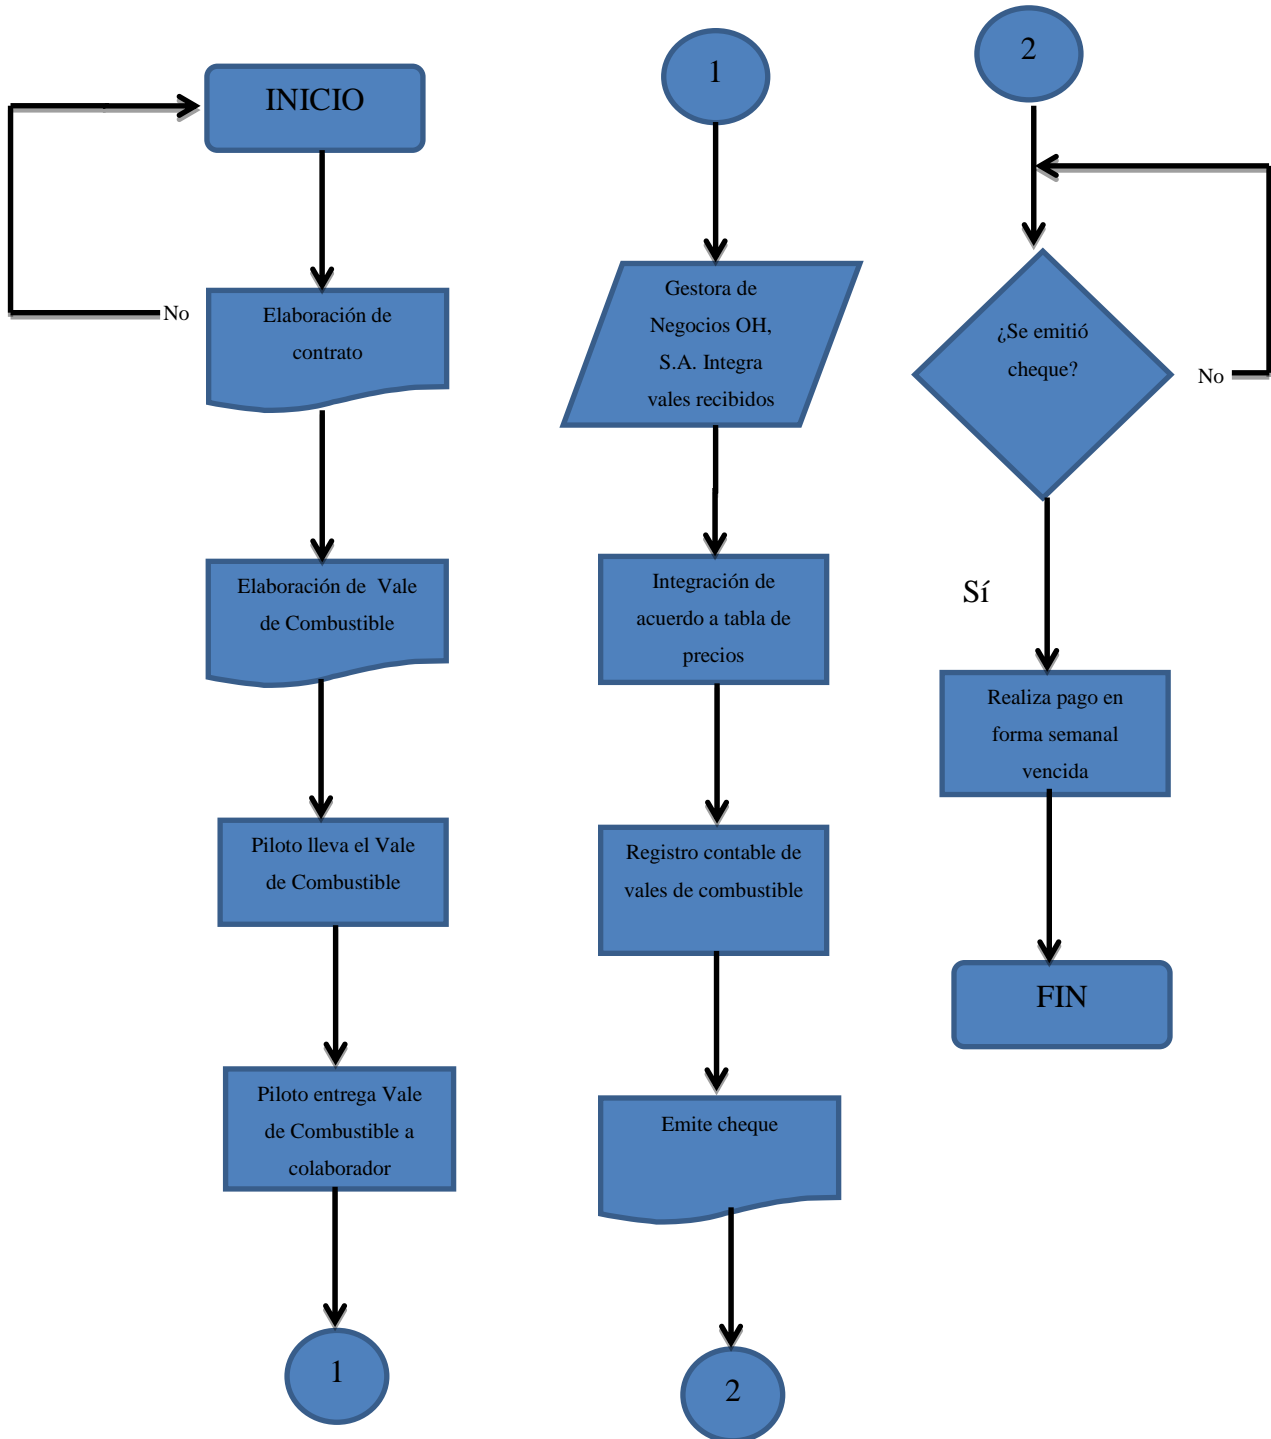 INICIO
No
Elaboración de
contrato
Elaboración de Vale
de Combustible
Piloto lleva el Vale
de Combustible
Piloto entrega Vale
de Combustible a
colaborador
1
1
Gestora de
Negocios OH,
S.A. Integra
vales recibidos
Integración de
acuerdo a tabla de
precios
Registro contable de
vales de combustible
Emite cheque
2
2
¿Se emitió
cheque?
No
Sí
Realiza pago en
forma semanal
vencida
FIN